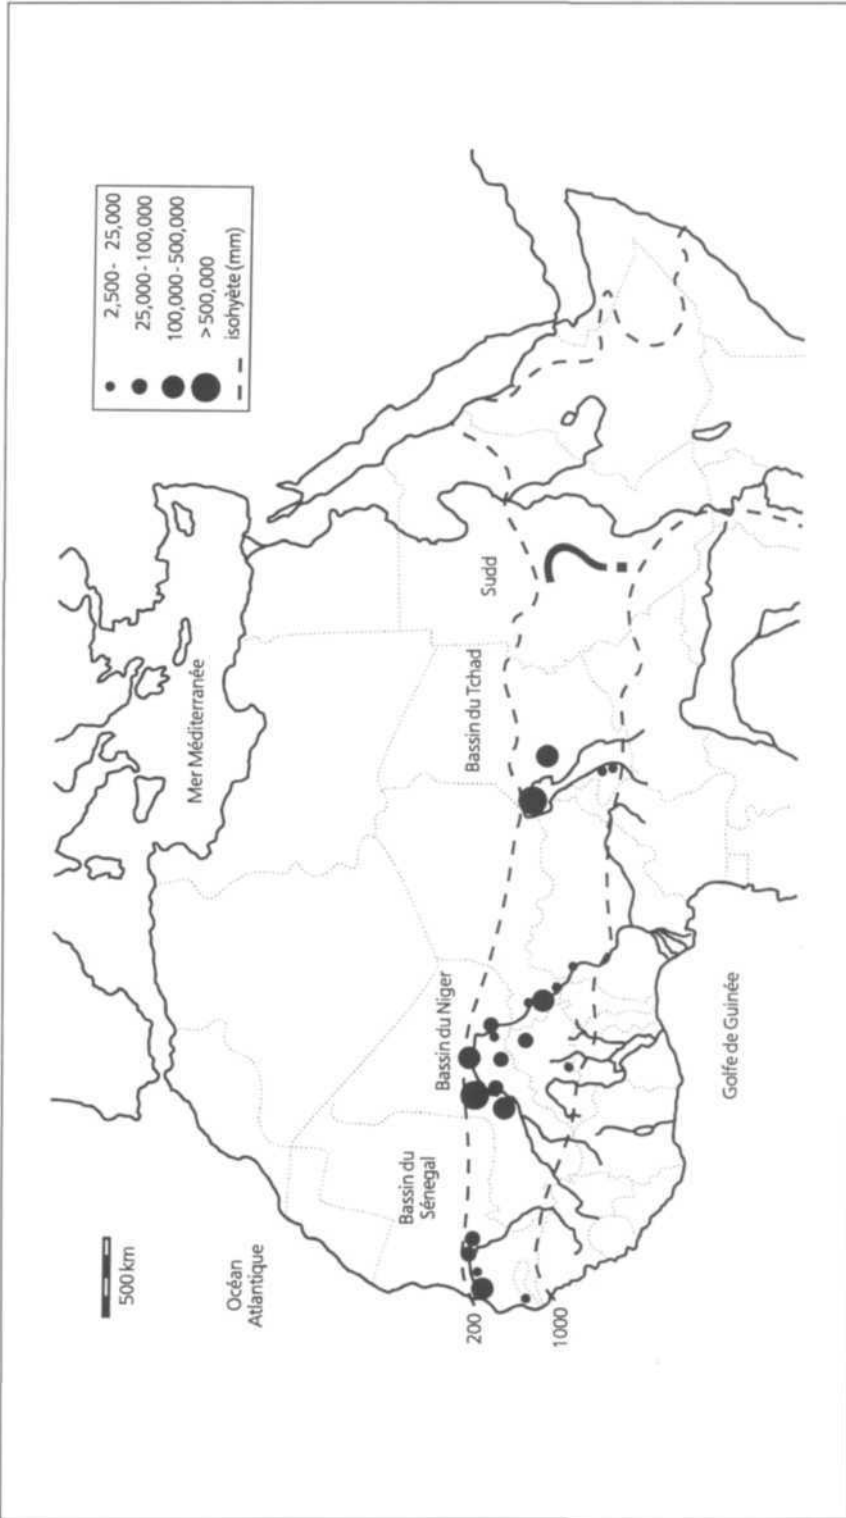 2,500 - 25,000
25,000 - 100,000
100,000 - 500,000
> 500,000
isohyète (mm)
500 km
Océan
Atlantique
Mer Méditerranée
Bassin du
Sénegal
Bassin du Niger
Bassin du Tchad
Sudd
?
200
1000
Golfe de Guinée